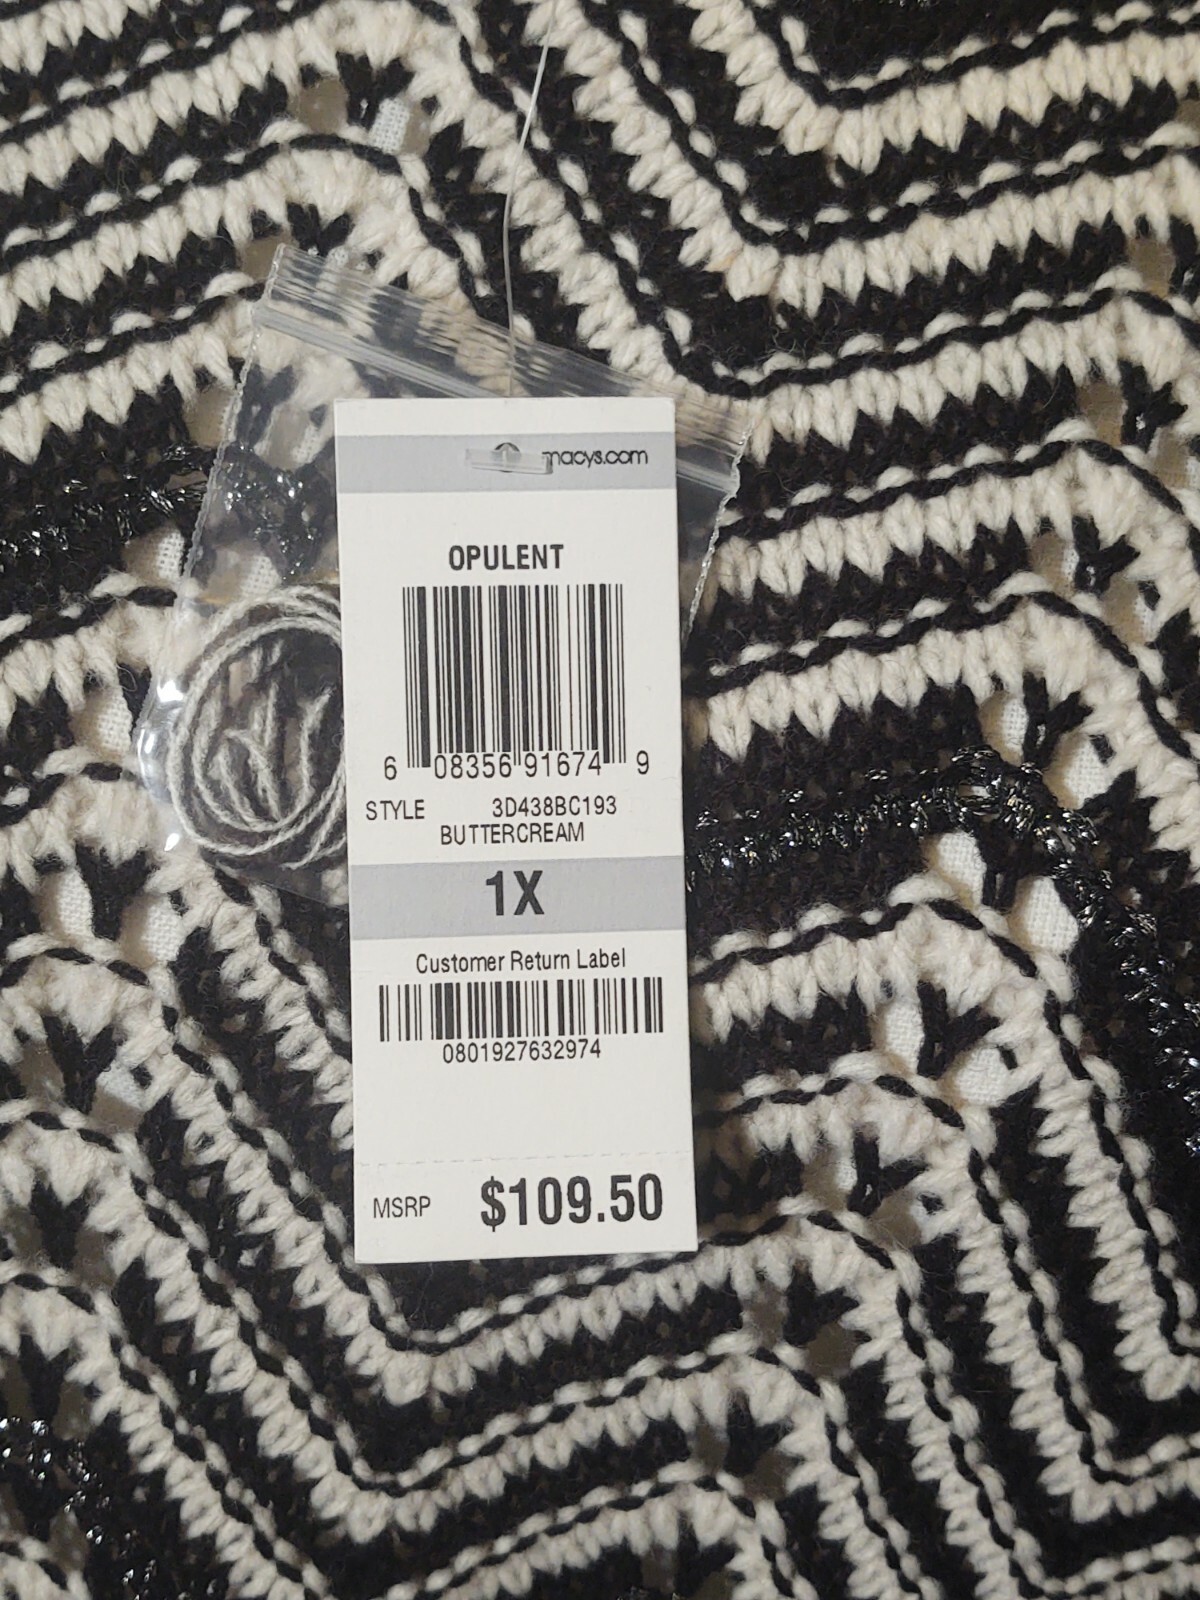 macys.com
OPULENT
6 08356 91674 9
STYLE 3D438BC193
BUTTERCREAM
1X
Customer Return Label
0801927632974
MSRP $109.50